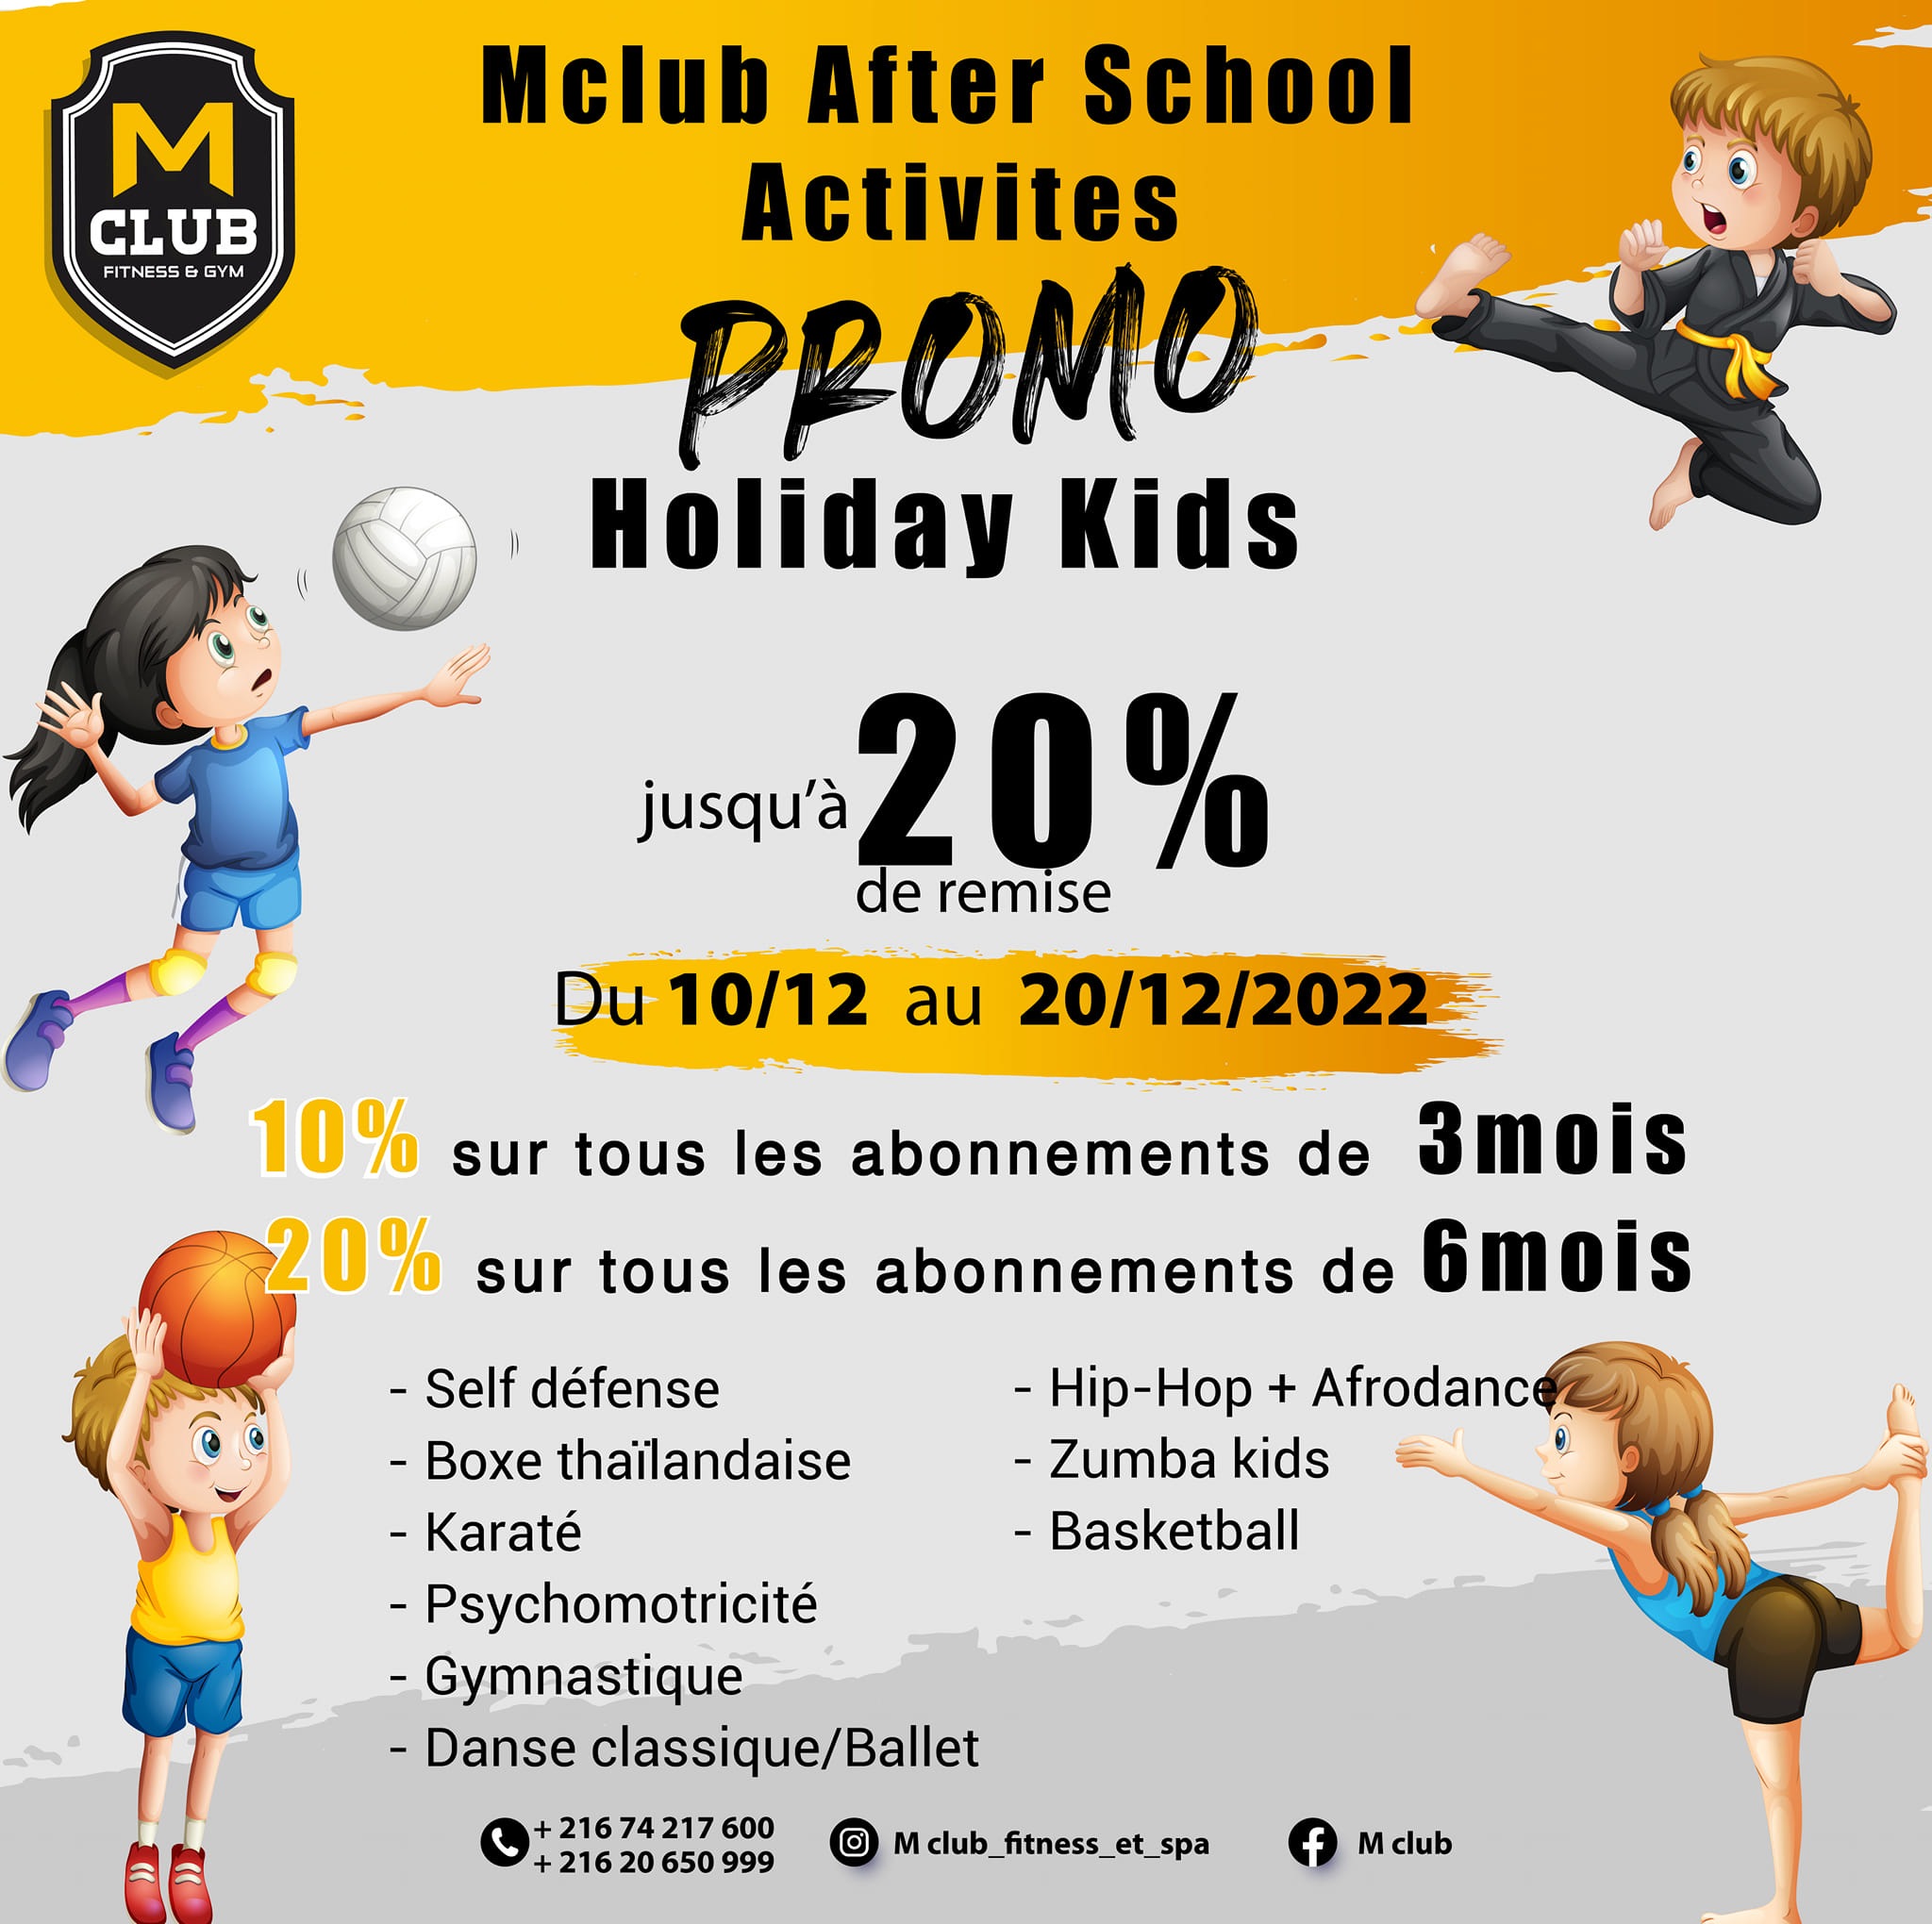 M
CLUB
FITNESS & GYM
Mclub After School
Activites
PROMO
Holiday Kids
jusqu'à 20%
de remise
Du 10/12 au 20/12/2022
10% sur tous les abonnements de 3mois
20% sur tous les abonnements de 6mois
- Self défense
- Boxe thaïlandaise
- Karaté
- Psychomotricité
- Gymnastique
- Danse classique/Ballet
- Hip-Hop + Afrodance
- Zumba kids
- Basketball
+ 216 74 217 600
+ 216 20 650 999
M club_fitness_et_spa
M club